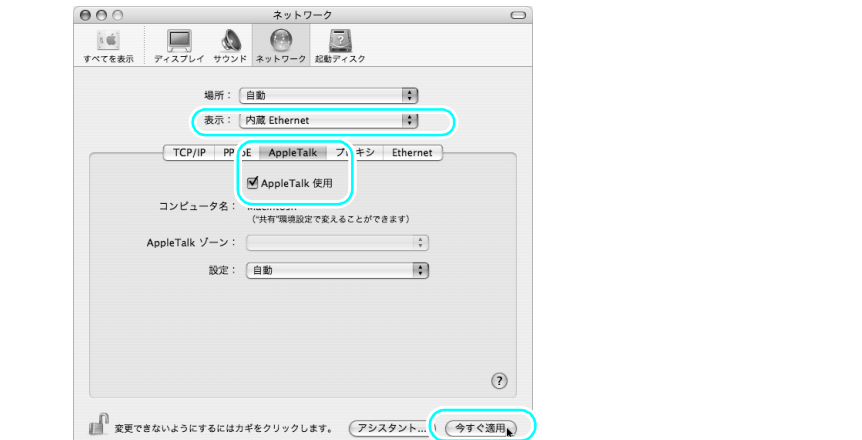 ネットワーク
すべてを表示 ディスプレイ サウンド ネットワーク 起動ディスク
場所： 自動
表示： 内蔵 Ethernet
TCP/IP AppleTalk Ethernet
AppleTalk 使用
コンピュータ名：
("共有"環境設定で変えることができます)
AppleTalk ゾーン：
設定： 自動
?
変更できないようにするにはカギをクリックします。 アシスタント... 今すぐ適用